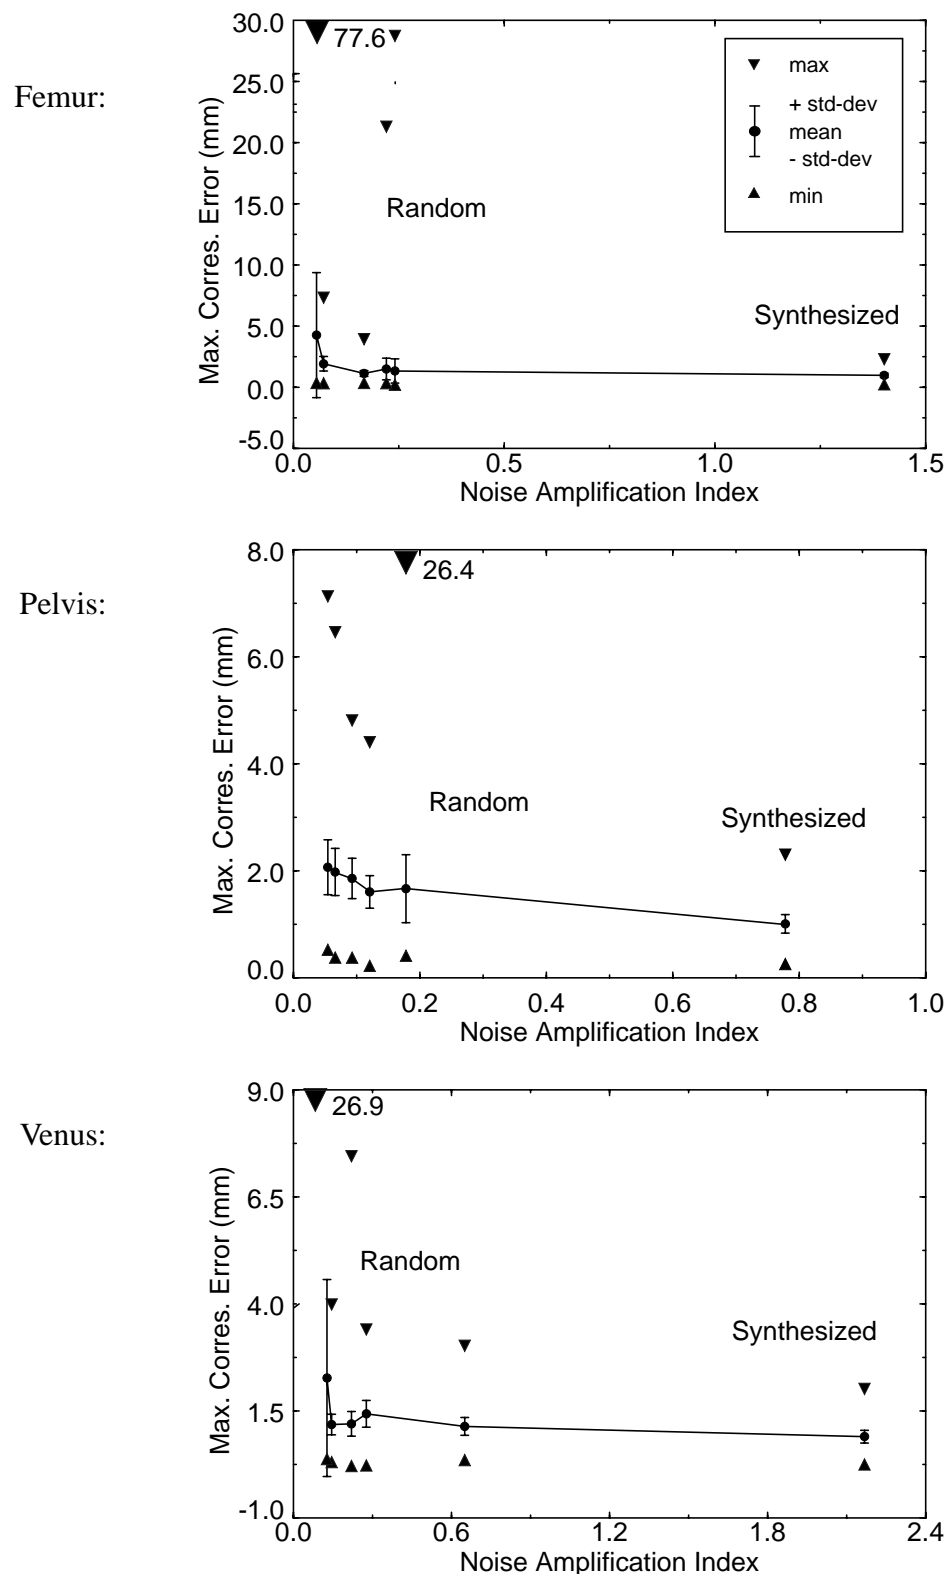 Femur:
Max. Corres. Error (mm)
30.0
25.0
20.0
15.0
10.0
5.0
0.0
-5.0
77.6
max
+ std-dev
mean
- std-dev
min
Random
Synthesized
0.0 0.5 1.0 1.5
Noise Amplification Index
Pelvis:
Max. Corres. Error (mm)
8.0
6.0
4.0
2.0
0.0
26.4
Random
Synthesized
0.0 0.2 0.4 0.6 0.8 1.0
Noise Amplification Index
Venus:
Max. Corres. Error (mm)
9.0
6.5
4.0
1.5
-1.0
26.9
Random
Synthesized
0.0 0.6 1.2 1.8 2.4
Noise Amplification Index